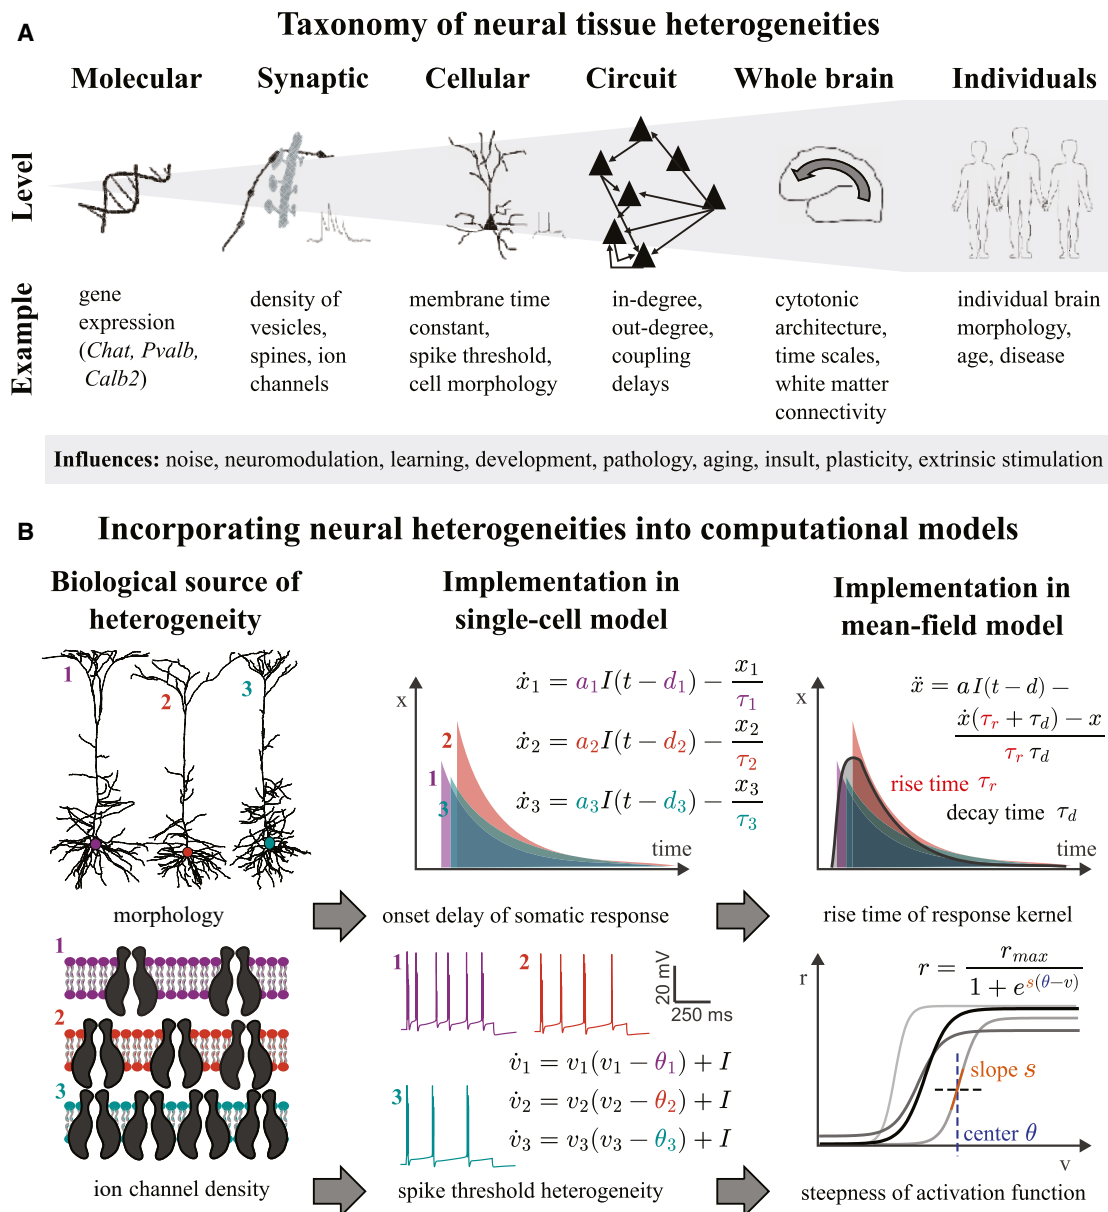 A
Taxonomy of neural tissue heterogeneities
Molecular
Synaptic
Cellular
Circuit
Whole brain
Individuals
Level
Example
gene
expression
(Chat, Pvalb,
Calb2)
density of
vesicles,
spines, ion
channels
membrane time
constant,
spike threshold,
cell morphology
in-degree,
out-degree,
coupling
delays
cytotonic
architecture,
time scales,
white matter
connectivity
individual brain
morphology,
age, disease
Influences: noise, neuromodulation, learning, development, pathology, aging, insult, plasticity, extrinsic stimulation
B
Incorporating neural heterogeneities into computational models
Biological source of
heterogeneity
1
2
3
morphology
Implementation in
single-cell model
x
ẋ₁ = a₁I(t − d₁) − x₁/τ₁
ẋ₂ = a₂I(t − d₂) − x₂/τ₂
ẋ₃ = a₃I(t − d₃) − x₃/τ₃
2
1
3
time
onset delay of somatic response
Implementation in
mean-field model
x
ẍ = aI(t − d) −
ẋ(τᵣ + τ_d) − x
τᵣ τ_d
rise time τᵣ
decay time τ_d
time
rise time of response kernel
1
2
3
ion channel density
1
2
20 mV
250 ms
3
v̇₁ = v₁(v₁ − θ₁) + I
v̇₂ = v₂(v₂ − θ₂) + I
v̇₃ = v₃(v₃ − θ₃) + I
spike threshold heterogeneity
r
r = r_max / 1 + e^{s(θ−v)}
slope s
center θ
v
steepness of activation function